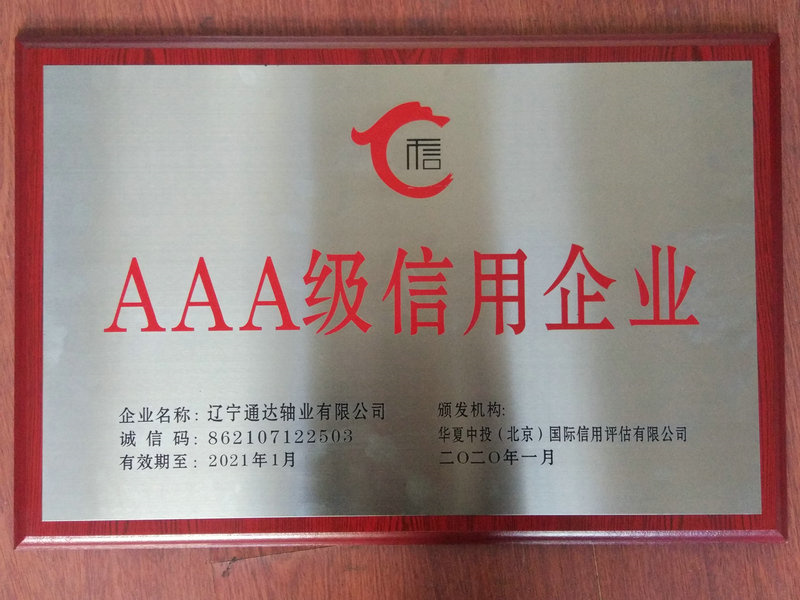 信
AAA级信用企业
企业名称：辽宁通达轴业有限公司
诚信码：862107122503
有效期至：2021年1月
颁发机构：
华夏中投（北京）国际信用评估有限公司
二〇二〇年一月